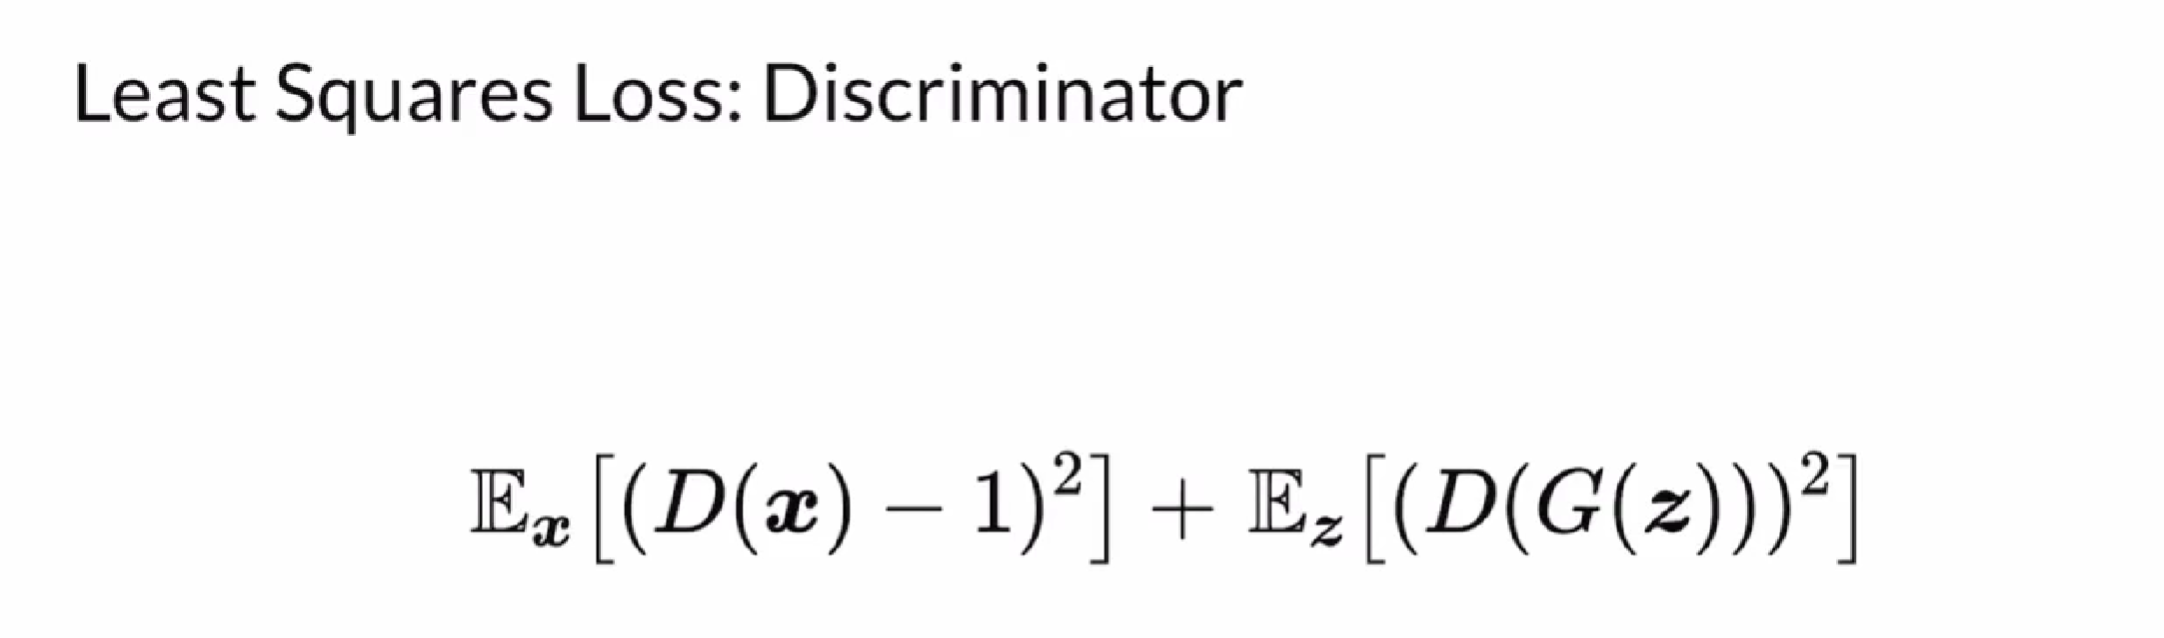 Least Squares Loss: Discriminator
𝔼ₓ[(D(𝒙) − 1)²] + 𝔼_𝒛[(D(G(𝒛)))²]